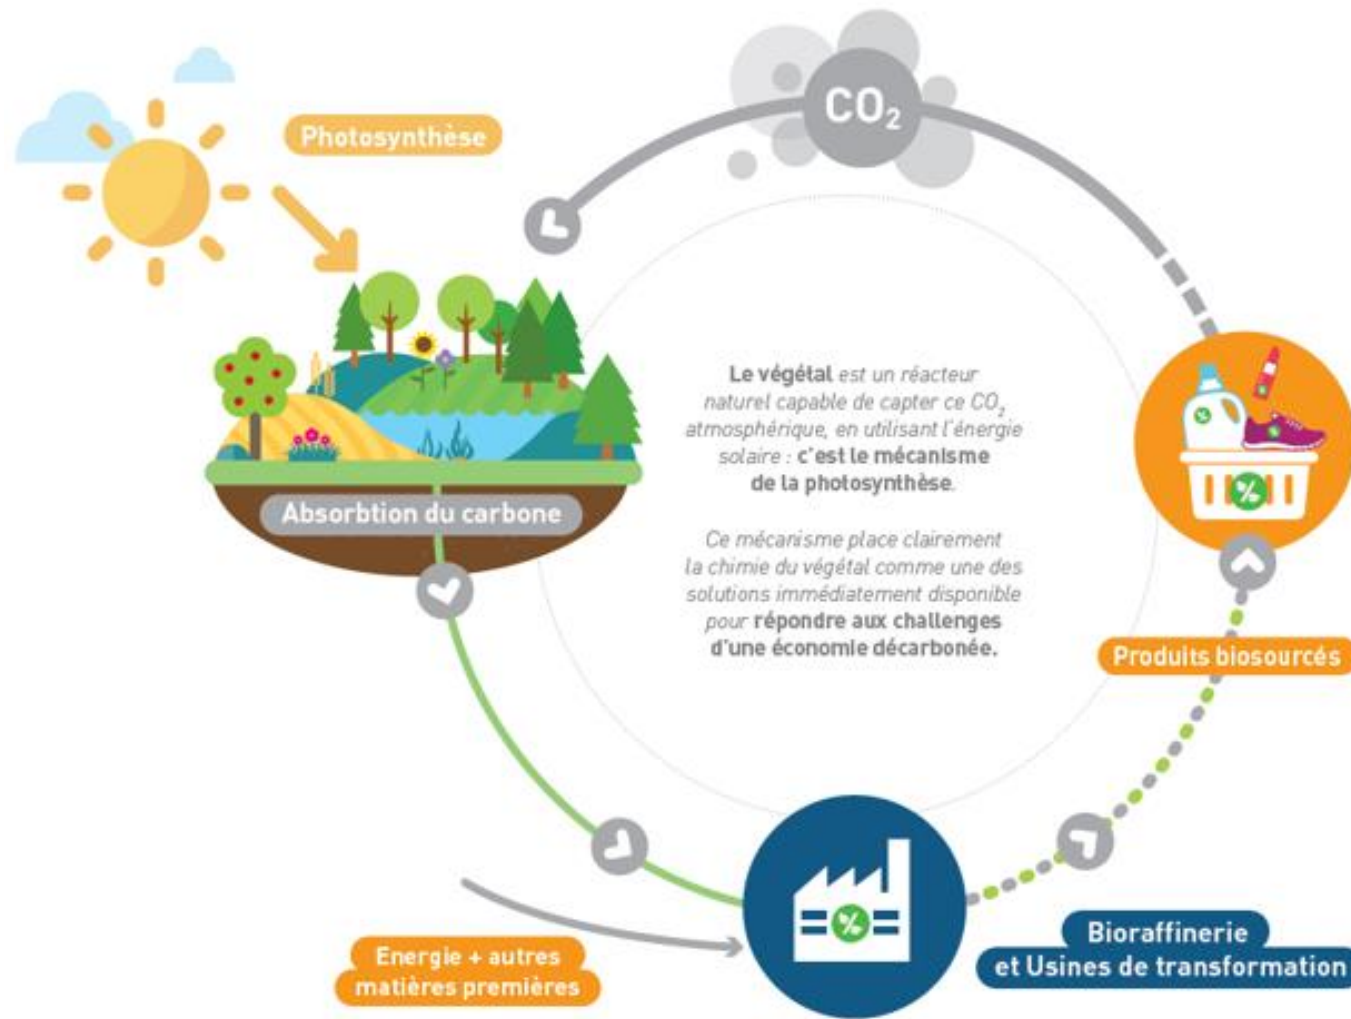 Photosynthèse
CO₂
Absorbtion du carbone
Le végétal est un réacteur
naturel capable de capter ce CO₂
atmosphérique, en utilisant l'énergie
solaire : c'est le mécanisme
de la photosynthèse.
Ce mécanisme place clairement
la chimie du végétal comme une des
solutions immédiatement disponible
pour répondre aux challenges
d'une économie décarbonée.
Produits biosourcés
Energie + autres
matières premières
Bioraffinerie
et Usines de transformation